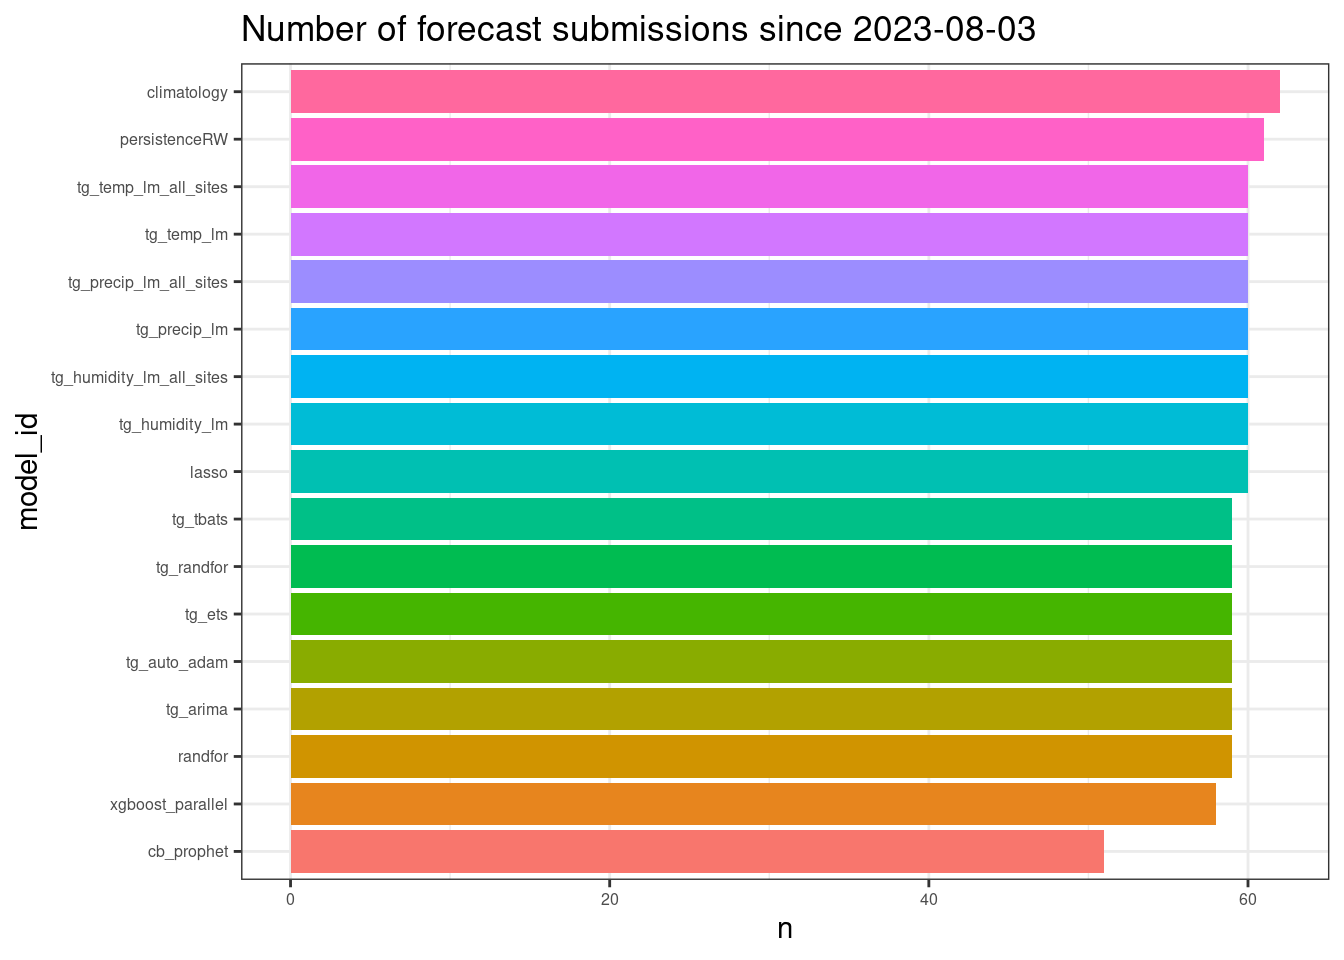 Number of forecast submissions since 2023-08-03
climatology
persistenceRW
tg_temp_lm_all_sites
tg_temp_lm
tg_precip_lm_all_sites
tg_precip_lm
tg_humidity_lm_all_sites
tg_humidity_lm
lasso
tg_tbats
tg_randfor
tg_ets
tg_auto_adam
tg_arima
randfor
xgboost_parallel
cb_prophet
model_id
0 20 40 60
n